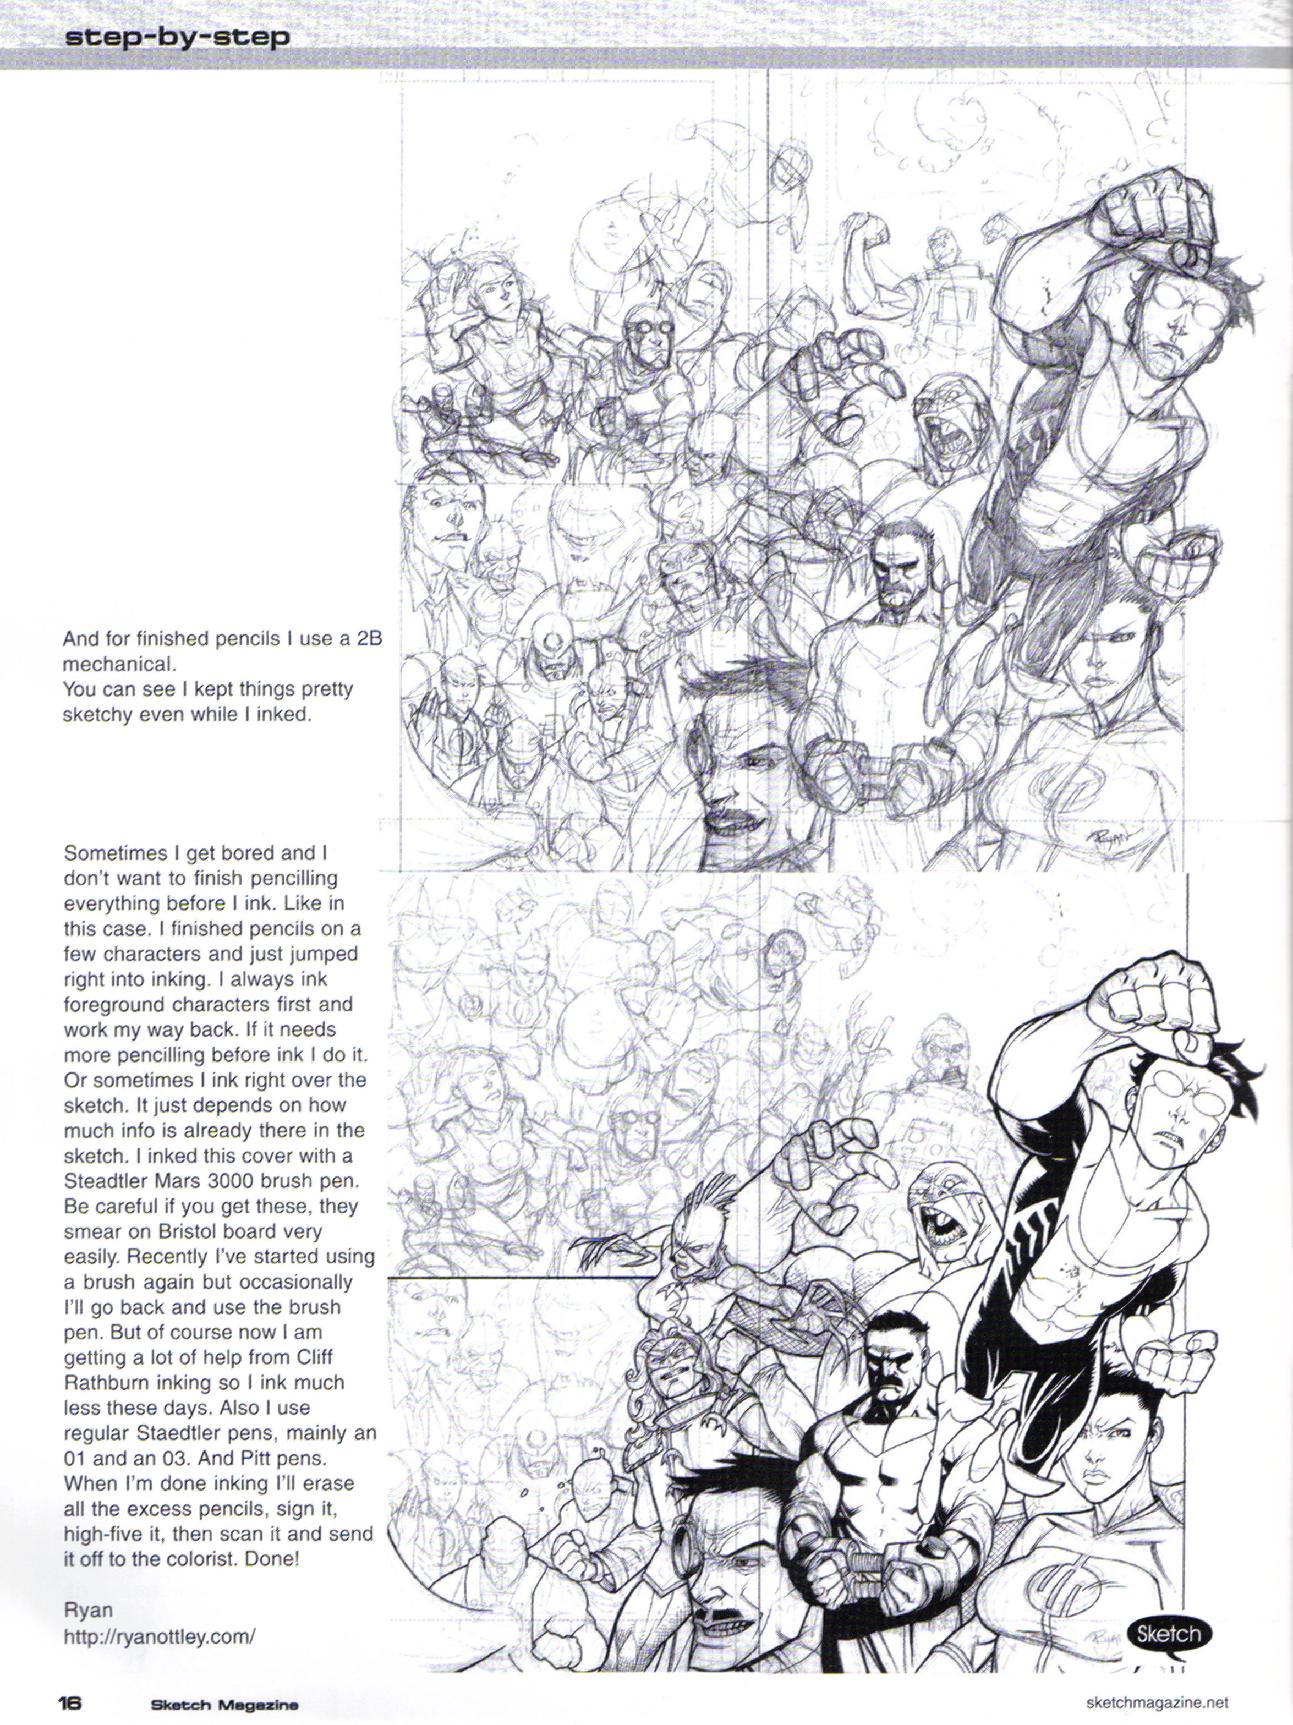 step-by-step
And for finished pencils I use a 2B
mechanical.
You can see I kept things pretty
sketchy even while I inked.
Sometimes I get bored and I
don't want to finish pencilling
everything before I ink. Like in
this case. I finished pencils on a
few characters and just jumped
right into inking. I always ink
foreground characters first and
work my way back. If it needs
more pencilling before ink I do it.
Or sometimes I ink right over the
sketch. It just depends on how
much info is already there in the
sketch. I inked this cover with a
Steadtler Mars 3000 brush pen.
Be careful if you get these, they
smear on Bristol board very
easily. Recently I've started using
a brush again but occasionally
I'll go back and use the brush
pen. But of course now I am
getting a lot of help from Cliff
Rathburn inking so I ink much
less these days. Also I use
regular Staedtler pens, mainly an
01 and an 03. And Pitt pens.
When I'm done inking I'll erase
all the excess pencils, sign it,
high-five it, then scan it and send
it off to the colorist. Done!
Ryan
http://ryanottley.com/
RYAN
RYAN
Sketch
16 Sketch Magazine
sketchmagazine.net